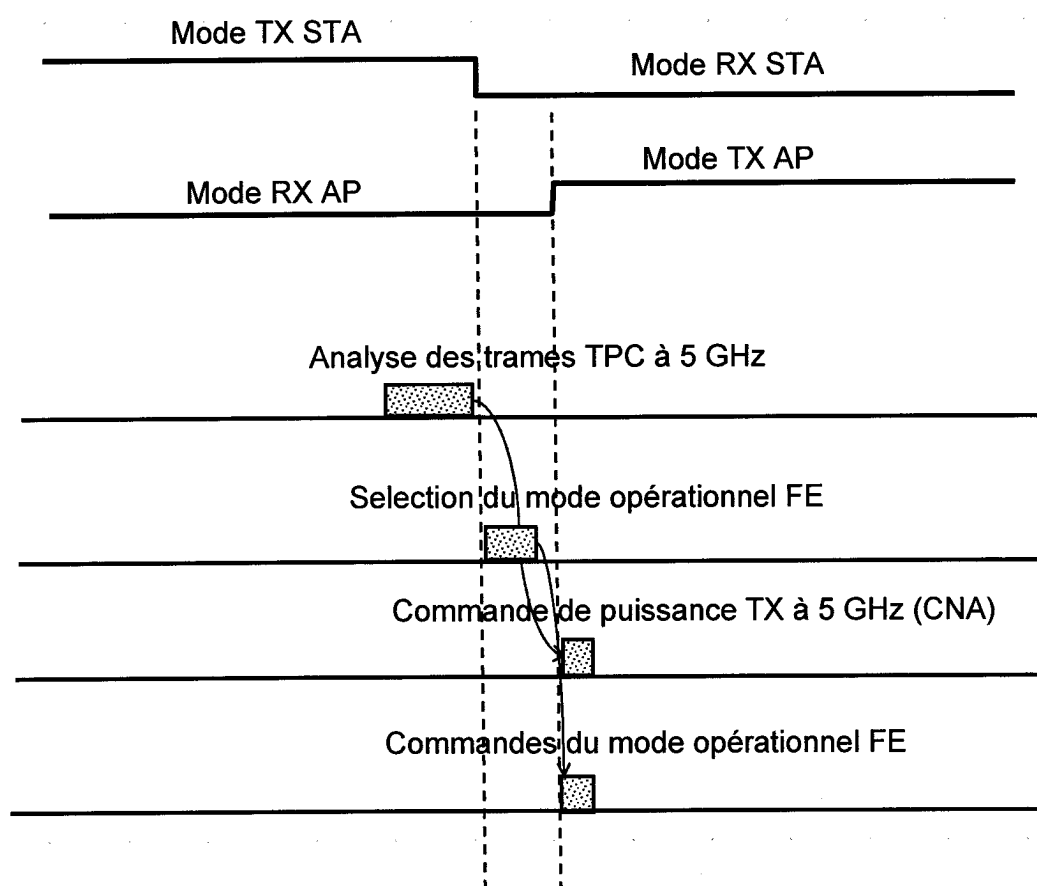 Mode TX STA
Mode RX STA
Mode TX AP
Mode RX AP
Analyse des trames TPC à 5 GHz
Selection du mode opérationnel FE
Commande de puissance TX à 5 GHz (CNA)
Commandes du mode opérationnel FE